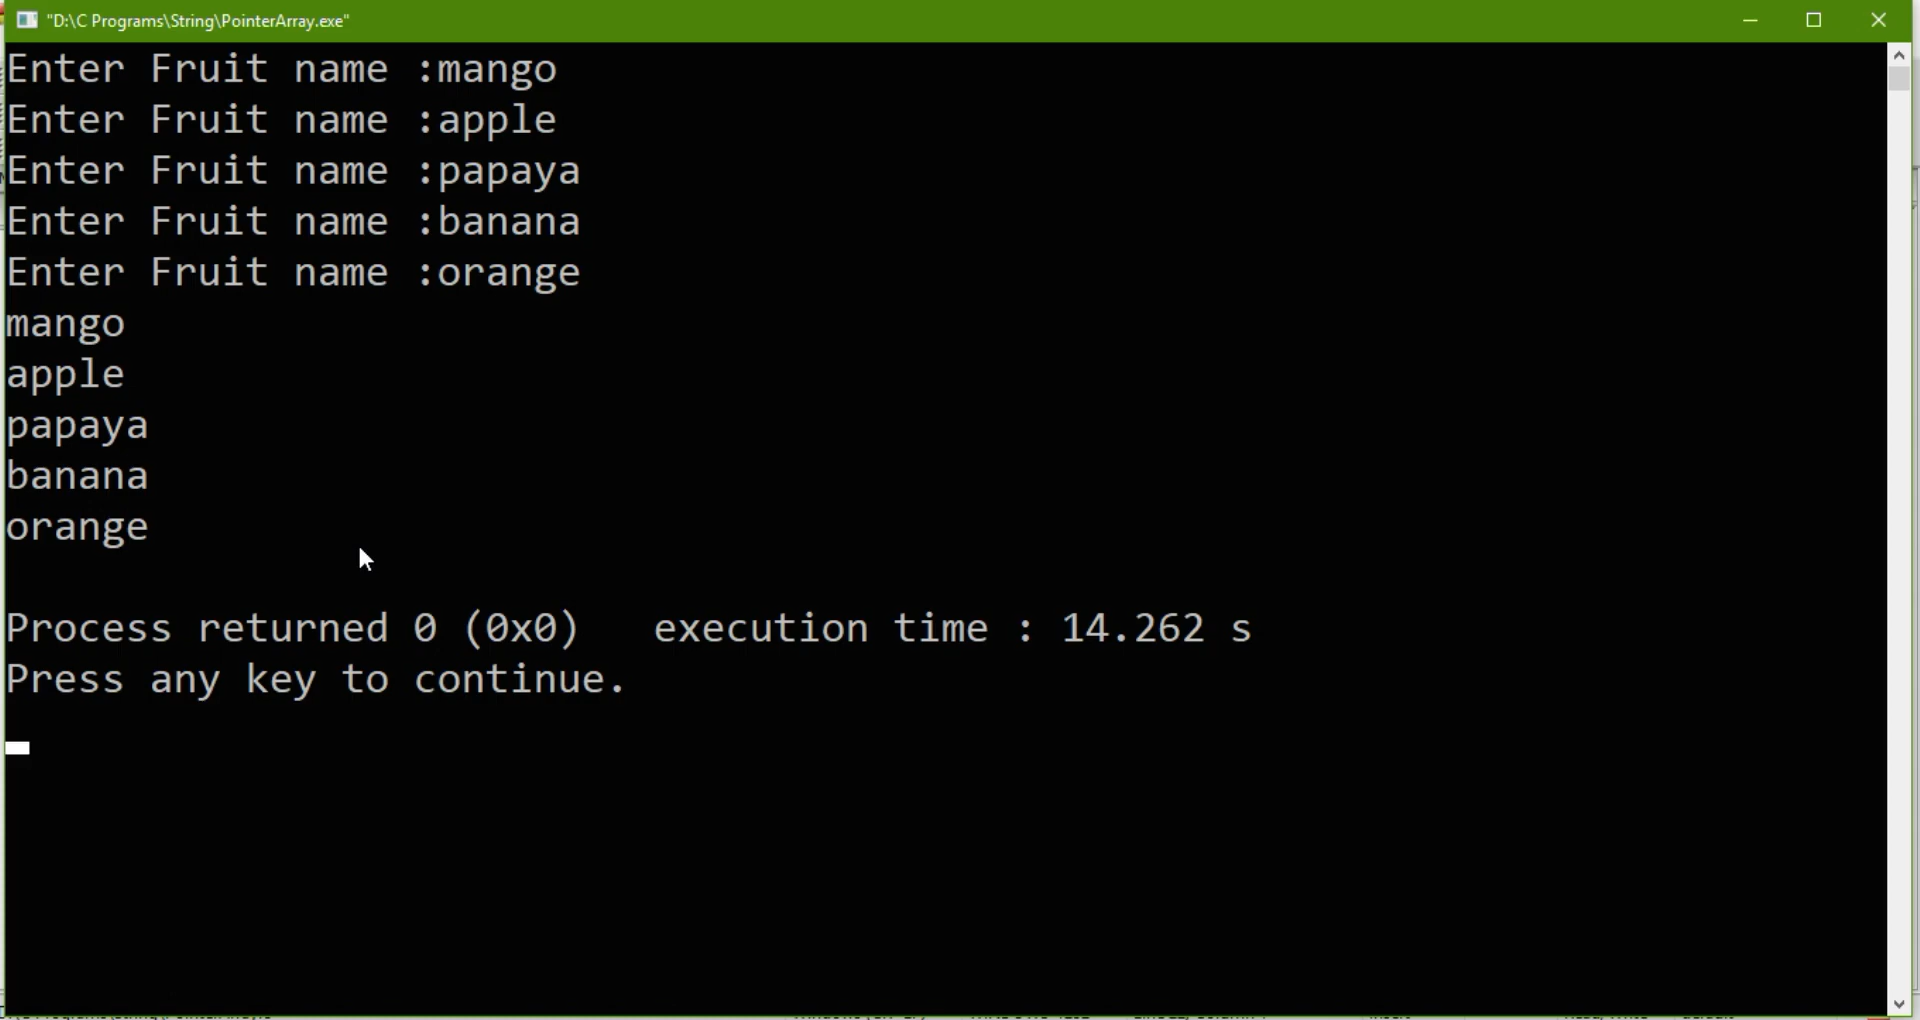 "D:\C Programs\String\PointerArray.exe"
Enter Fruit name :mango
Enter Fruit name :apple
Enter Fruit name :papaya
Enter Fruit name :banana
Enter Fruit name :orange
mango
apple
papaya
banana
orange
Process returned 0 (0x0)   execution time : 14.262 s
Press any key to continue.